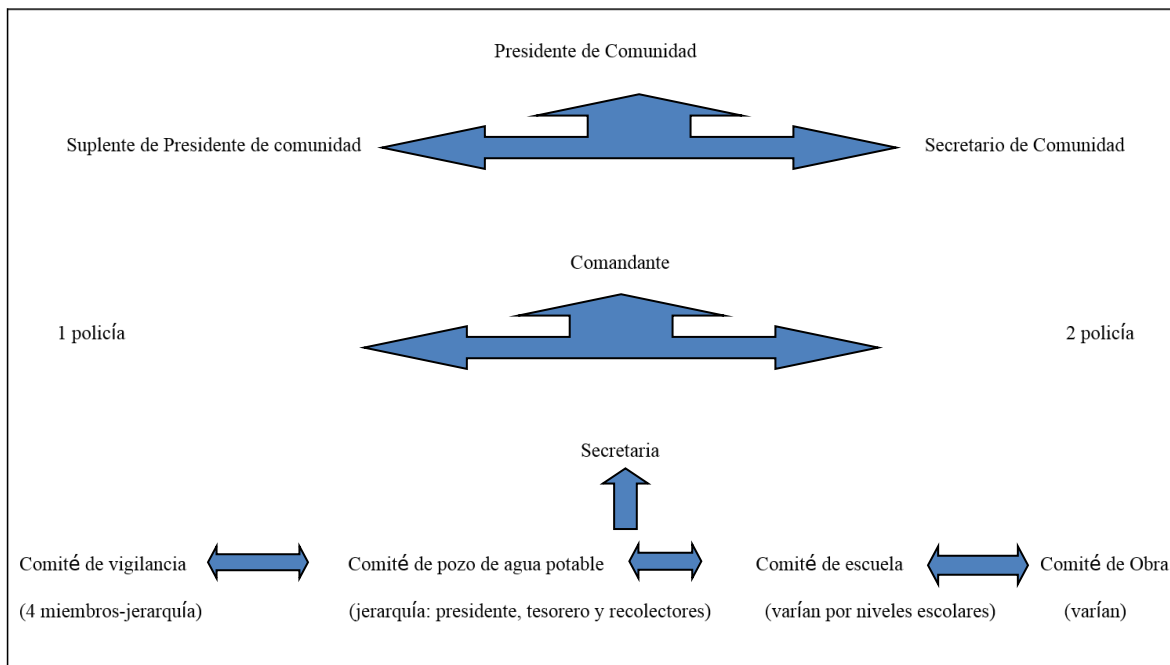 Presidente de Comunidad
Suplente de Presidente de comunidad
Secretario de Comunidad
Comandante
1 policía
2 policía
Secretaria
Comité de vigilancia
Comité de pozo de agua potable
Comité de escuela
Comité de Obra
(4 miembros-jerarquía)
(jerarquía: presidente, tesorero y recolectores)
(varían por niveles escolares)
(varían)